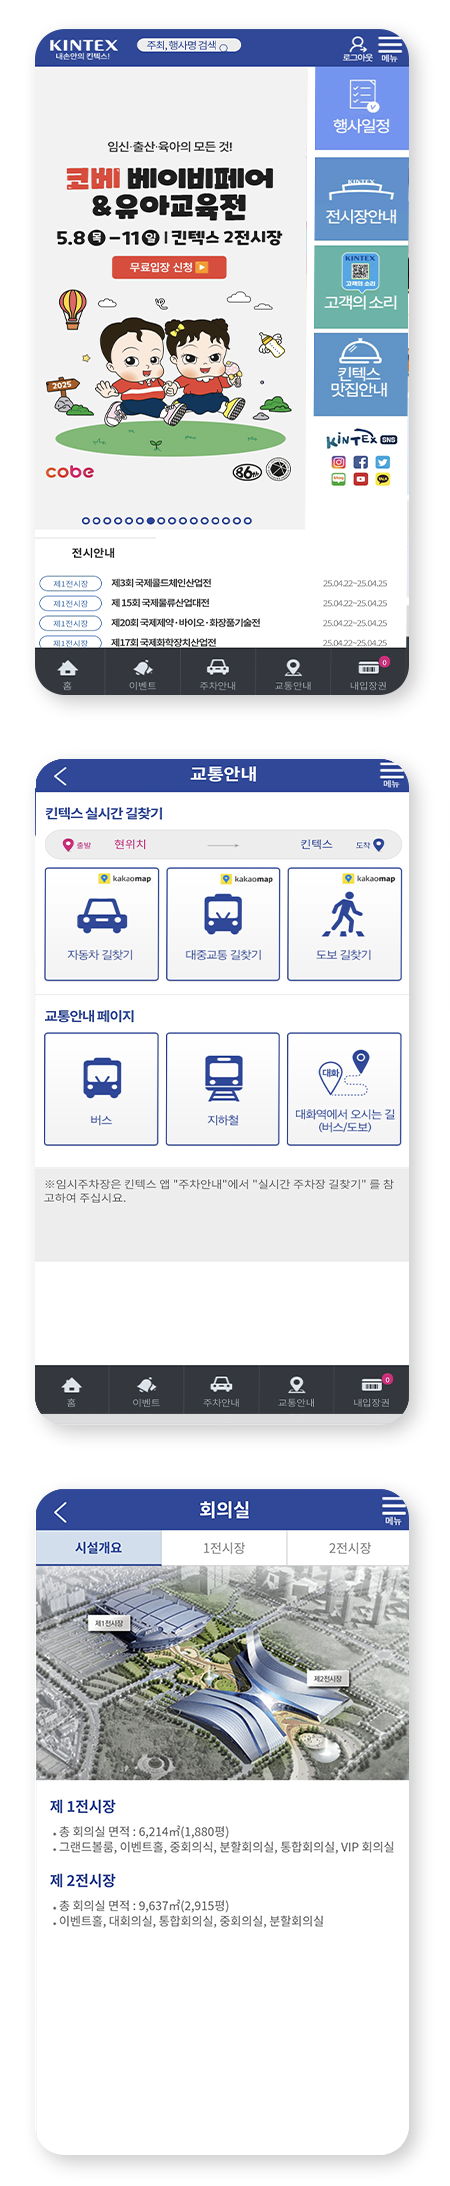 KINTEX
내손안의 킨텍스!
주최, 행사명 검색
로그아웃
메뉴
임신·출산·육아의 모든 것!
코베 베이비페어
&유아교육전
5.8 목 – 11 일 | 킨텍스 2전시장
무료입장 신청
2025
cobe
86th
행사일정
KINTEX
전시장안내
KINTEX
고객의 소리
고객의 소리
킨텍스
맛집안내
KINTEX SNS
전시안내
제1전시장 제3회 국제콜드체인산업전 25.04.22~25.04.25
제1전시장 제 15회 국제물류산업대전 25.04.22~25.04.25
제1전시장 제20회 국제제약·바이오·화장품기술전 25.04.22~25.04.25
제1전시장 제17회 국제화학장치산업전 25.04.22~25.04.25
홈
이벤트
주차안내
교통안내
내입장권
0
교통안내
메뉴
킨텍스 실시간 길찾기
출발 현위치 킨텍스 도착
kakaomap
자동차 길찾기
kakaomap
대중교통 길찾기
kakaomap
도보 길찾기
교통안내 페이지
버스
지하철
대화
대화역에서 오시는 길
(버스/도보)
※임시주차장은 킨텍스 앱 "주차안내"에서 "실시간 주차장 길찾기" 를 참
고하여 주십시요.
홈
이벤트
주차안내
교통안내
내입장권
0
회의실
메뉴
시설개요
1전시장
2전시장
제1전시장
제2전시장
제 1전시장
• 총 회의실 면적 : 6,214㎡(1,880평)
• 그랜드볼룸, 이벤트홀, 중회의식, 분할회의실, 통합회의실, VIP 회의실
제 2전시장
• 총 회의실 면적 : 9,637㎡(2,915평)
• 이벤트홀, 대회의실, 통합회의실, 중회의실, 분할회의실